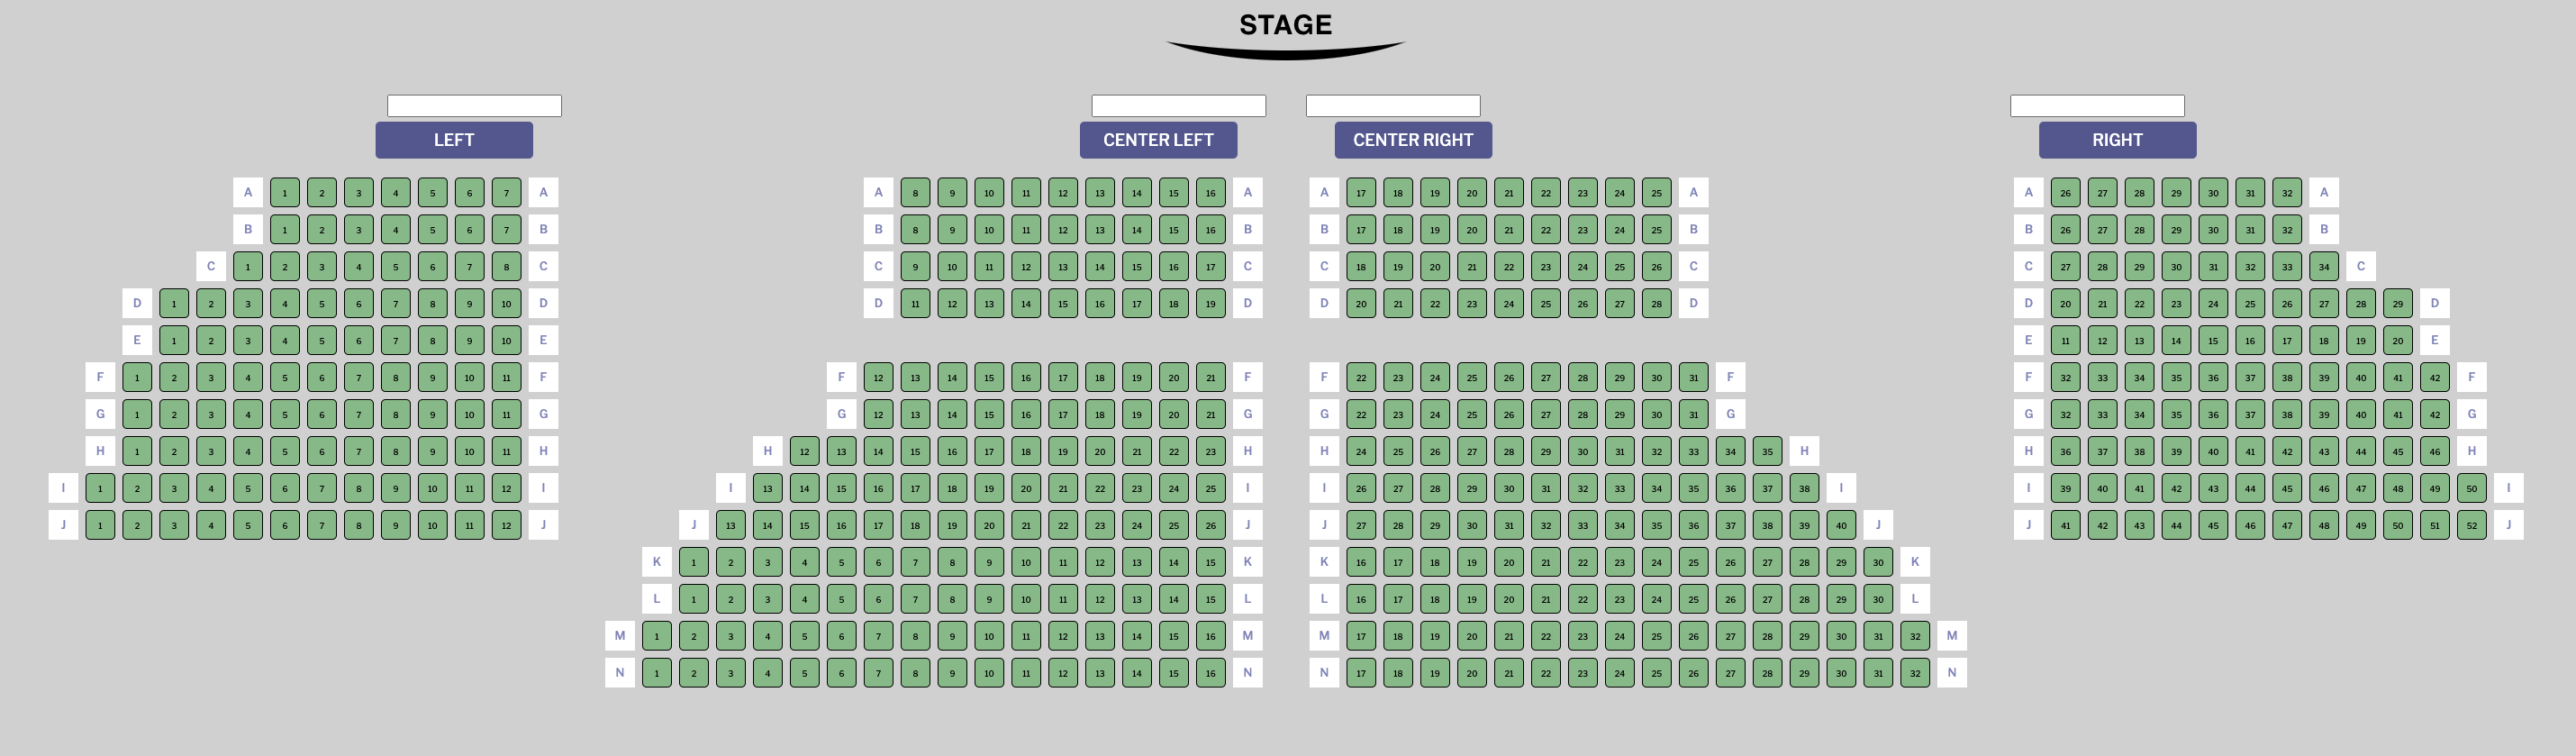 STAGE
LEFT CENTER LEFT CENTER RIGHT RIGHT
A 1 2 3 4 5 6 7 A A 8 9 10 11 12 13 14 15 16 A A 17 18 19 20 21 22 23 24 25 A A 26 27 28 29 30 31 32 A
B 1 2 3 4 5 6 7 B B 8 9 10 11 12 13 14 15 16 B B 17 18 19 20 21 22 23 24 25 B B 26 27 28 29 30 31 32 B
C 1 2 3 4 5 6 7 8 C C 9 10 11 12 13 14 15 16 17 C C 18 19 20 21 22 23 24 25 26 C C 27 28 29 30 31 32 33 34 C
D 1 2 3 4 5 6 7 8 9 10 D D 11 12 13 14 15 16 17 18 19 D D 20 21 22 23 24 25 26 27 28 D D 20 21 22 23 24 25 26 27 28 29 D
E 1 2 3 4 5 6 7 8 9 10 E E 11 12 13 14 15 16 17 18 19 20 E
F 1 2 3 4 5 6 7 8 9 10 11 F F 12 13 14 15 16 17 18 19 20 21 F F 22 23 24 25 26 27 28 29 30 31 F F 32 33 34 35 36 37 38 39 40 41 42 F
G 1 2 3 4 5 6 7 8 9 10 11 G G 12 13 14 15 16 17 18 19 20 21 G G 22 23 24 25 26 27 28 29 30 31 G G 32 33 34 35 36 37 38 39 40 41 42 G
H 1 2 3 4 5 6 7 8 9 10 11 H H 12 13 14 15 16 17 18 19 20 21 22 23 H H 24 25 26 27 28 29 30 31 32 33 34 35 H H 36 37 38 39 40 41 42 43 44 45 46 H
I 1 2 3 4 5 6 7 8 9 10 11 12 I I 13 14 15 16 17 18 19 20 21 22 23 24 25 I I 26 27 28 29 30 31 32 33 34 35 36 37 38 I I 39 40 41 42 43 44 45 46 47 48 49 50 I
J 1 2 3 4 5 6 7 8 9 10 11 12 J J 13 14 15 16 17 18 19 20 21 22 23 24 25 26 J J 27 28 29 30 31 32 33 34 35 36 37 38 39 40 J J 41 42 43 44 45 46 47 48 49 50 51 52 J
K 1 2 3 4 5 6 7 8 9 10 11 12 13 14 15 K K 16 17 18 19 20 21 22 23 24 25 26 27 28 29 30 K
L 1 2 3 4 5 6 7 8 9 10 11 12 13 14 15 L L 16 17 18 19 20 21 22 23 24 25 26 27 28 29 30 L
M 1 2 3 4 5 6 7 8 9 10 11 12 13 14 15 16 M M 17 18 19 20 21 22 23 24 25 26 27 28 29 30 31 32 M
N 1 2 3 4 5 6 7 8 9 10 11 12 13 14 15 16 N N 17 18 19 20 21 22 23 24 25 26 27 28 29 30 31 32 N